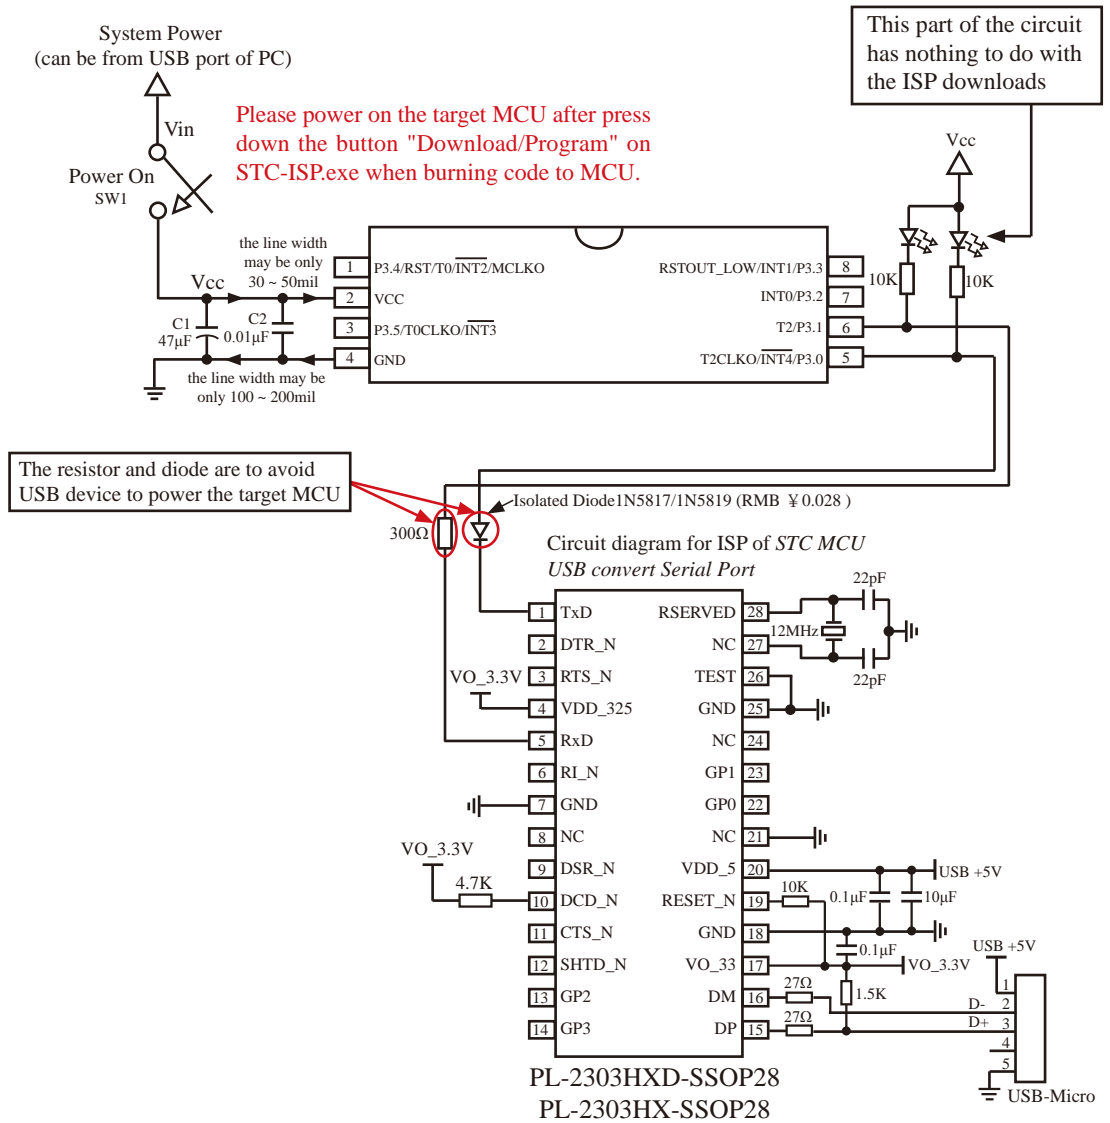 System Power
(can be from USB port of PC)
Vin
Power On
SW1
Please power on the target MCU after press
down the button "Download/Program" on
STC-ISP.exe when burning code to MCU.
This part of the circuit
has nothing to do with
the ISP downloads
Vcc
10K
10K
the line width
may be only
30 ~ 50mil
Vcc
C1
47μF
C2
0.01μF
the line width may be
only 100 ~ 200mil
1 P3.4/RST/T0/INT2/MCLKO
2 VCC
3 P3.5/T0CLKO/INT3
4 GND
RSTOUT_LOW/INT1/P3.3 8
INT0/P3.2 7
T2/P3.1 6
T2CLKO/INT4/P3.0 5
The resistor and diode are to avoid
USB device to power the target MCU
300Ω
Isolated Diode1N5817/1N5819 (RMB ¥0.028 )
Circuit diagram for ISP of STC MCU
USB convert Serial Port
1 TxD
2 DTR_N
3 RTS_N
VO_3.3V
4 VDD_325
5 RxD
6 RI_N
7 GND
8 NC
VO_3.3V
9 DSR_N
4.7K
10 DCD_N
11 CTS_N
12 SHTD_N
13 GP2
14 GP3
RSERVED 28
NC 27
TEST 26
GND 25
NC 24
GP1 23
GP0 22
NC 21
VDD_5 20
RESET_N 19
GND 18
VO_33 17
DM 16
DP 15
22pF
12MHz
22pF
USB +5V
10K
0.1μF
10μF
0.1μF
VO_3.3V
27Ω
1.5K
27Ω
USB +5V
D-
D+
1
2
3
4
5
USB-Micro
PL-2303HXD-SSOP28
PL-2303HX-SSOP28